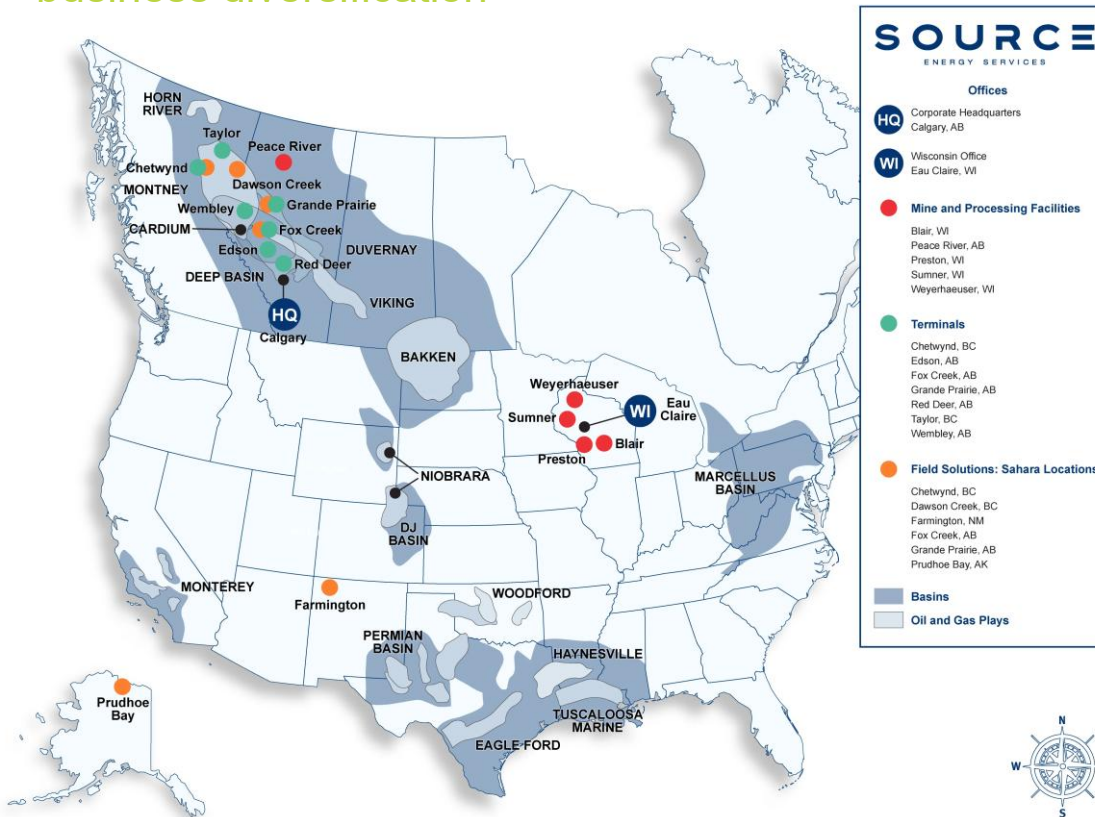 business diversification
HORN
RIVER
Taylor
Peace River
Chetwynd
Dawson Creek
MONTNEY
Wembley
Grande Prairie
CARDIUM
Fox Creek
Edson
DUVERNAY
DEEP BASIN
Red Deer
VIKING
HQ
Calgary
BAKKEN
Weyerhaeuser
Sumner
WI
Eau
Claire
Blair
Preston
NIOBRARA
MARCELLUS
BASIN
DJ
BASIN
MONTEREY
Farmington
WOODFORD
PERMIAN
BASIN
HAYNESVILLE
TUSCALOOSA
MARINE
EAGLE FORD
Prudhoe
Bay
SOURCE
ENERGY SERVICES
Offices
HQ
Corporate Headquarters
Calgary, AB
WI
Wisconsin Office
Eau Claire, WI
Mine and Processing Facilities
Blair, WI
Peace River, AB
Preston, WI
Sumner, WI
Weyerhaeuser, WI
Terminals
Chetwynd, BC
Edson, AB
Fox Creek, AB
Grande Prairie, AB
Red Deer, AB
Taylor, BC
Wembley, AB
Field Solutions: Sahara Locations
Chetwynd, BC
Dawson Creek, BC
Farmington, NM
Fox Creek, AB
Grande Prairie, AB
Prudhoe Bay, AK
Basins
Oil and Gas Plays
N
W
S